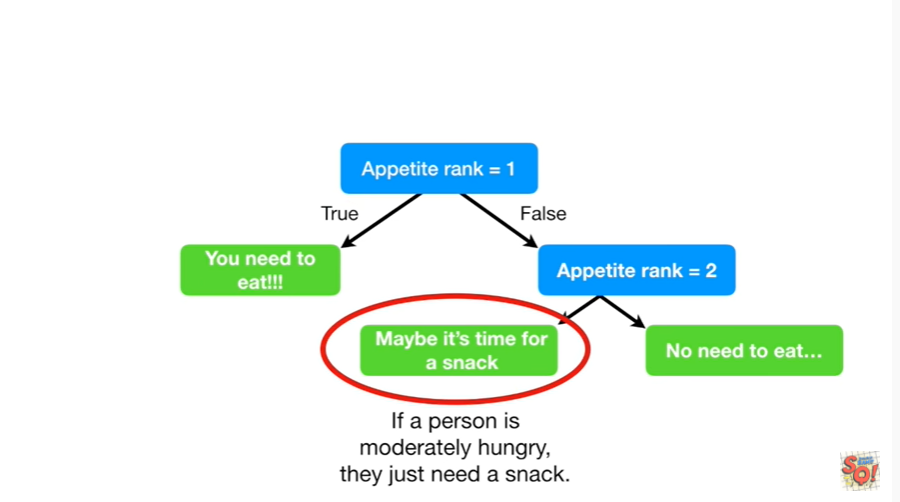 Appetite rank = 1
True
False
You need to
eat!!!
Appetite rank = 2
Maybe it's time for
a snack
No need to eat...
If a person is
moderately hungry,
they just need a snack.
SO!